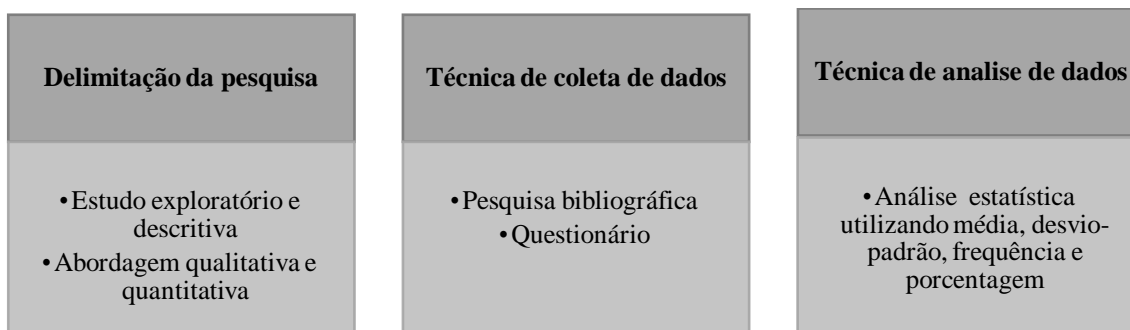 Delimitação da pesquisa
• Estudo exploratório e
descritiva
• Abordagem qualitativa e
quantitativa
Técnica de coleta de dados
• Pesquisa bibliográfica
• Questionário
Técnica de analise de dados
• Análise estatística
utilizando média, desvio-
padrão, frequência e
porcentagem